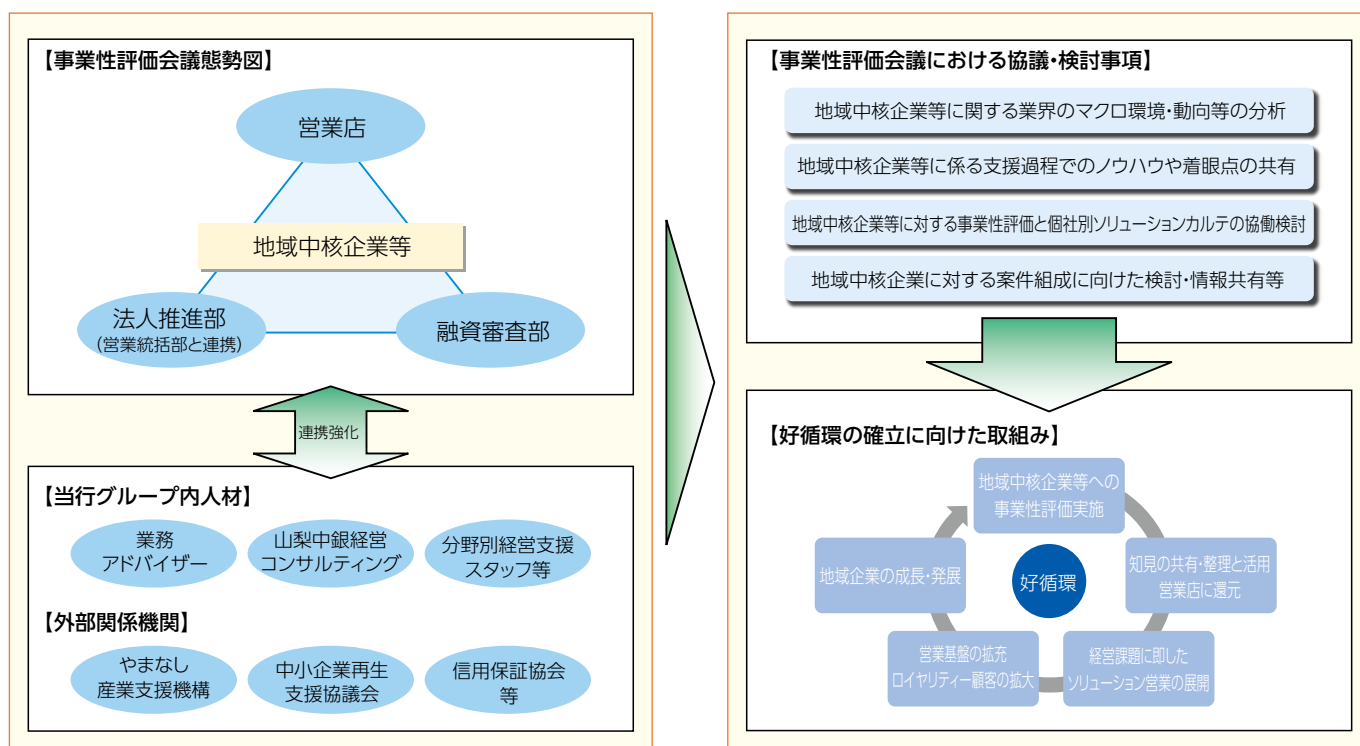 【事業性評価会議態勢図】
営業店
地域中核企業等
法人推進部
(営業統括部と連携)
融資審査部
連携強化
【当行グループ内人材】
業務
アドバイザー
山梨中銀経営
コンサルティング
分野別経営支援
スタッフ等
【外部関係機関】
やまなし
産業支援機構
中小企業再生
支援協議会
信用保証協会
等
【事業性評価会議における協議・検討事項】
地域中核企業等に関する業界のマクロ環境・動向等の分析
地域中核企業等に係る支援過程でのノウハウや着眼点の共有
地域中核企業等に対する事業性評価と個社別ソリューションカルテの協働検討
地域中核企業に対する案件組成に向けた検討・情報共有等
【好循環の確立に向けた取組み】
地域中核企業等への
事業性評価実施
知見の共有・整理と活用
営業店に還元
経営課題に即した
ソリューション営業の展開
営業基盤の拡充
ロイヤリティー顧客の拡大
地域企業の成長・発展
好循環